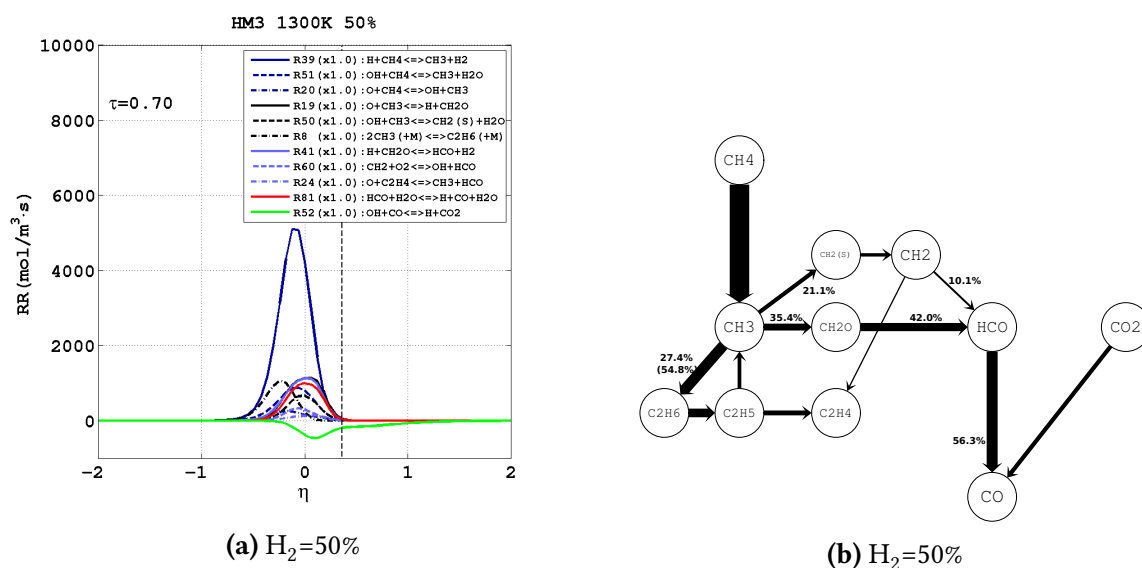 HM3 1300K 50%
10000
8000
6000
4000
2000
0
−2
−1
0
1
2
RR(mol/m³·s)
η
τ=0.70
R39(x1.0):H+CH4<=>CH3+H2
R51(x1.0):OH+CH4<=>CH3+H2O
R20(x1.0):O+CH4<=>OH+CH3
R19(x1.0):O+CH3<=>H+CH2O
R50(x1.0):OH+CH3<=>CH2(S)+H2O
R8 (x1.0):2CH3(+M)<=>C2H6(+M)
R41(x1.0):H+CH2O<=>HCO+H2
R60(x1.0):CH2+O2<=>OH+HCO
R24(x1.0):O+C2H4<=>CH3+HCO
R81(x1.0):HCO+H2O<=>H+CO+H2O
R52(x1.0):OH+CO<=>H+CO2
(a) H₂=50%
CH4
CH2(S)
CH2
21.1%
10.1%
CH3
35.4%
CH2O
42.0%
HCO
CO2
27.4%
(54.8%)
C2H6
C2H5
C2H4
56.3%
CO
(b) H₂=50%